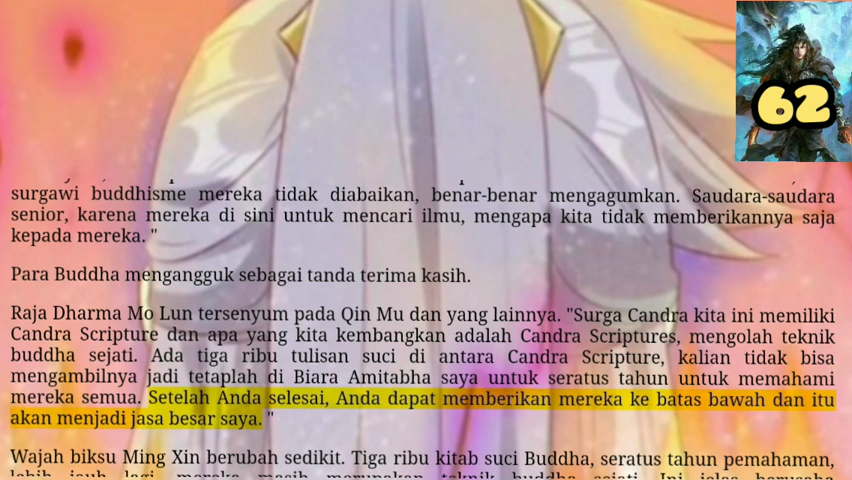 62
surgawi buddhisme mereka tidak diabaikan, benar-benar mengagumkan. Saudara-saudara
senior, karena mereka di sini untuk mencari ilmu, mengapa kita tidak memberikannya saja
kepada mereka. "
Para Buddha mengangguk sebagai tanda terima kasih.
Raja Dharma Mo Lun tersenyum pada Qin Mu dan yang lainnya. "Surga Candra kita ini memiliki
Candra Scripture dan apa yang kita kembangkan adalah Candra Scriptures, mengolah teknik
buddha sejati. Ada tiga ribu tulisan suci di antara Candra Scripture, kalian tidak bisa
mengambilnya jadi tetaplah di Biara Amitabha saya untuk seratus tahun untuk memahami
mereka semua. Setelah Anda selesai, Anda dapat memberikan mereka ke batas bawah dan itu
akan menjadi jasa besar saya. "
Wajah biksu Ming Xin berubah sedikit. Tiga ribu kitab suci Buddha, seratus tahun pemahaman,